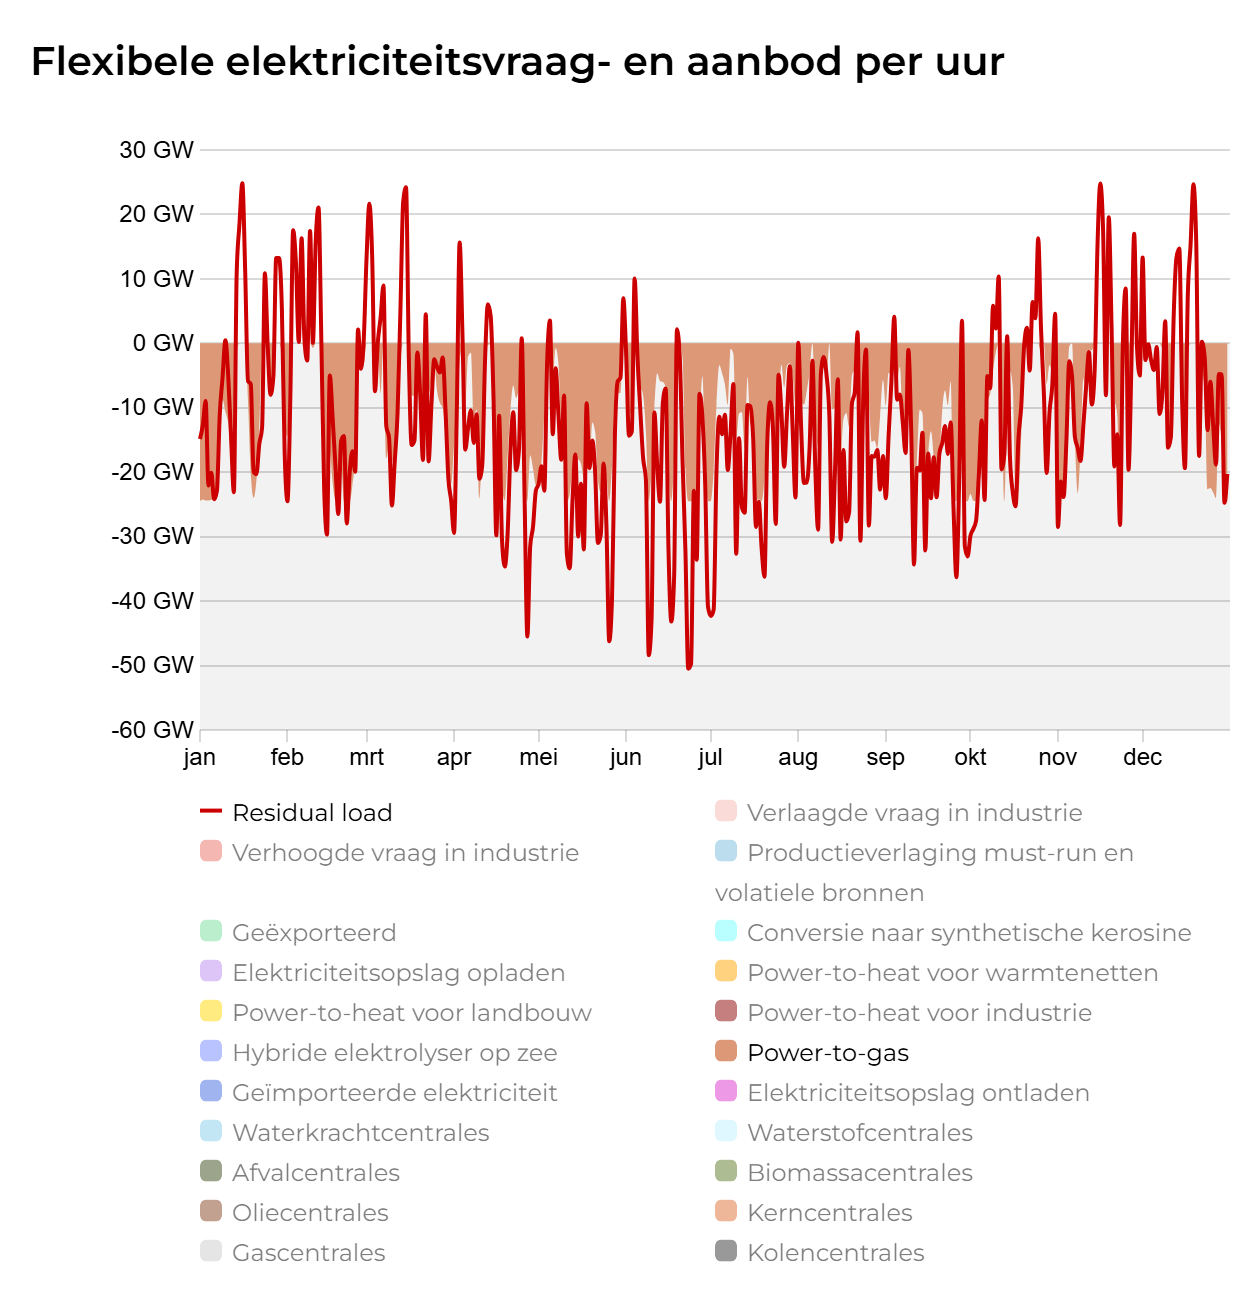 Flexibele elektriciteitsvraag- en aanbod per uur
30 GW
20 GW
10 GW
0 GW
-10 GW
-20 GW
-30 GW
-40 GW
-50 GW
-60 GW
jan feb mrt apr mei jun jul aug sep okt nov dec
Residual load
Verlaagde vraag in industrie
Verhoogde vraag in industrie
Productieverlaging must-run en
volatiele bronnen
Geëxporteerd
Conversie naar synthetische kerosine
Elektriciteitsopslag opladen
Power-to-heat voor warmtenetten
Power-to-heat voor landbouw
Power-to-heat voor industrie
Hybride elektrolyser op zee
Power-to-gas
Geïmporteerde elektriciteit
Elektriciteitsopslag ontladen
Waterkrachtcentrales
Waterstofcentrales
Afvalcentrales
Biomassacentrales
Oliecentrales
Kerncentrales
Gascentrales
Kolencentrales